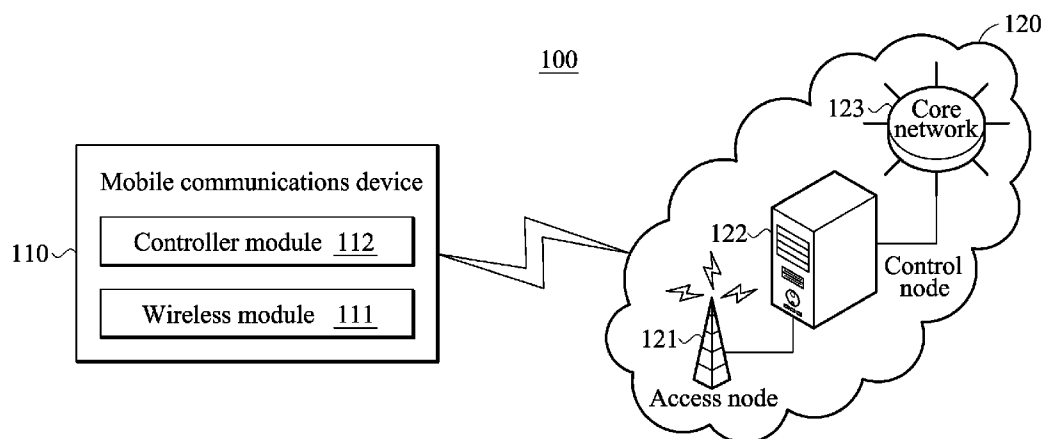 100
120
123
Core
network
Mobile communications device
110
Controller module 112
Wireless module 111
122
Control
node
121
Access node